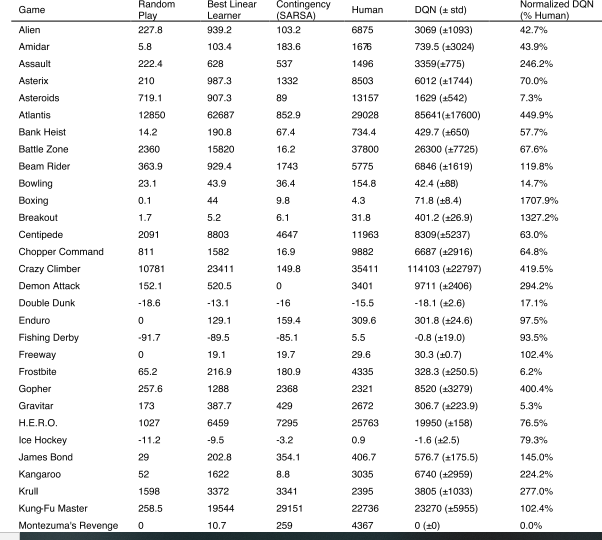 Game Random Play Best Linear Learner Contingency (SARSA) Human DQN (± std) Normalized DQN (% Human)
Alien 227.8 939.2 103.2 6875 3069 (±1093) 42.7%
Amidar 5.8 103.4 183.6 1676 739.5 (±3024) 43.9%
Assault 222.4 628 537 1496 3359(±775) 246.2%
Asterix 210 987.3 1332 8503 6012 (±1744) 70.0%
Asteroids 719.1 907.3 89 13157 1629 (±542) 7.3%
Atlantis 12850 62687 852.9 29028 85641(±17600) 449.9%
Bank Heist 14.2 190.8 67.4 734.4 429.7 (±650) 57.7%
Battle Zone 2360 15820 16.2 37800 26300 (±7725) 67.6%
Beam Rider 363.9 929.4 1743 5775 6846 (±1619) 119.8%
Bowling 23.1 43.9 36.4 154.8 42.4 (±88) 14.7%
Boxing 0.1 44 9.8 4.3 71.8 (±8.4) 1707.9%
Breakout 1.7 5.2 6.1 31.8 401.2 (±26.9) 1327.2%
Centipede 2091 8803 4647 11963 8309(±5237) 63.0%
Chopper Command 811 1582 16.9 9882 6687 (±2916) 64.8%
Crazy Climber 10781 23411 149.8 35411 114103 (±22797) 419.5%
Demon Attack 152.1 520.5 0 3401 9711 (±2406) 294.2%
Double Dunk -18.6 -13.1 -16 -15.5 -18.1 (±2.6) 17.1%
Enduro 0 129.1 159.4 309.6 301.8 (±24.6) 97.5%
Fishing Derby -91.7 -89.5 -85.1 5.5 -0.8 (±19.0) 93.5%
Freeway 0 19.1 19.7 29.6 30.3 (±0.7) 102.4%
Frostbite 65.2 216.9 180.9 4335 328.3 (±250.5) 6.2%
Gopher 257.6 1288 2368 2321 8520 (±3279) 400.4%
Gravitar 173 387.7 429 2672 306.7 (±223.9) 5.3%
H.E.R.O. 1027 6459 7295 25763 19950 (±158) 76.5%
Ice Hockey -11.2 -9.5 -3.2 0.9 -1.6 (±2.5) 79.3%
James Bond 29 202.8 354.1 406.7 576.7 (±175.5) 145.0%
Kangaroo 52 1622 8.8 3035 6740 (±2959) 224.2%
Krull 1598 3372 3341 2395 3805 (±1033) 277.0%
Kung-Fu Master 258.5 19544 29151 22736 23270 (±5955) 102.4%
Montezuma's Revenge 0 10.7 259 4367 0 (±0) 0.0%